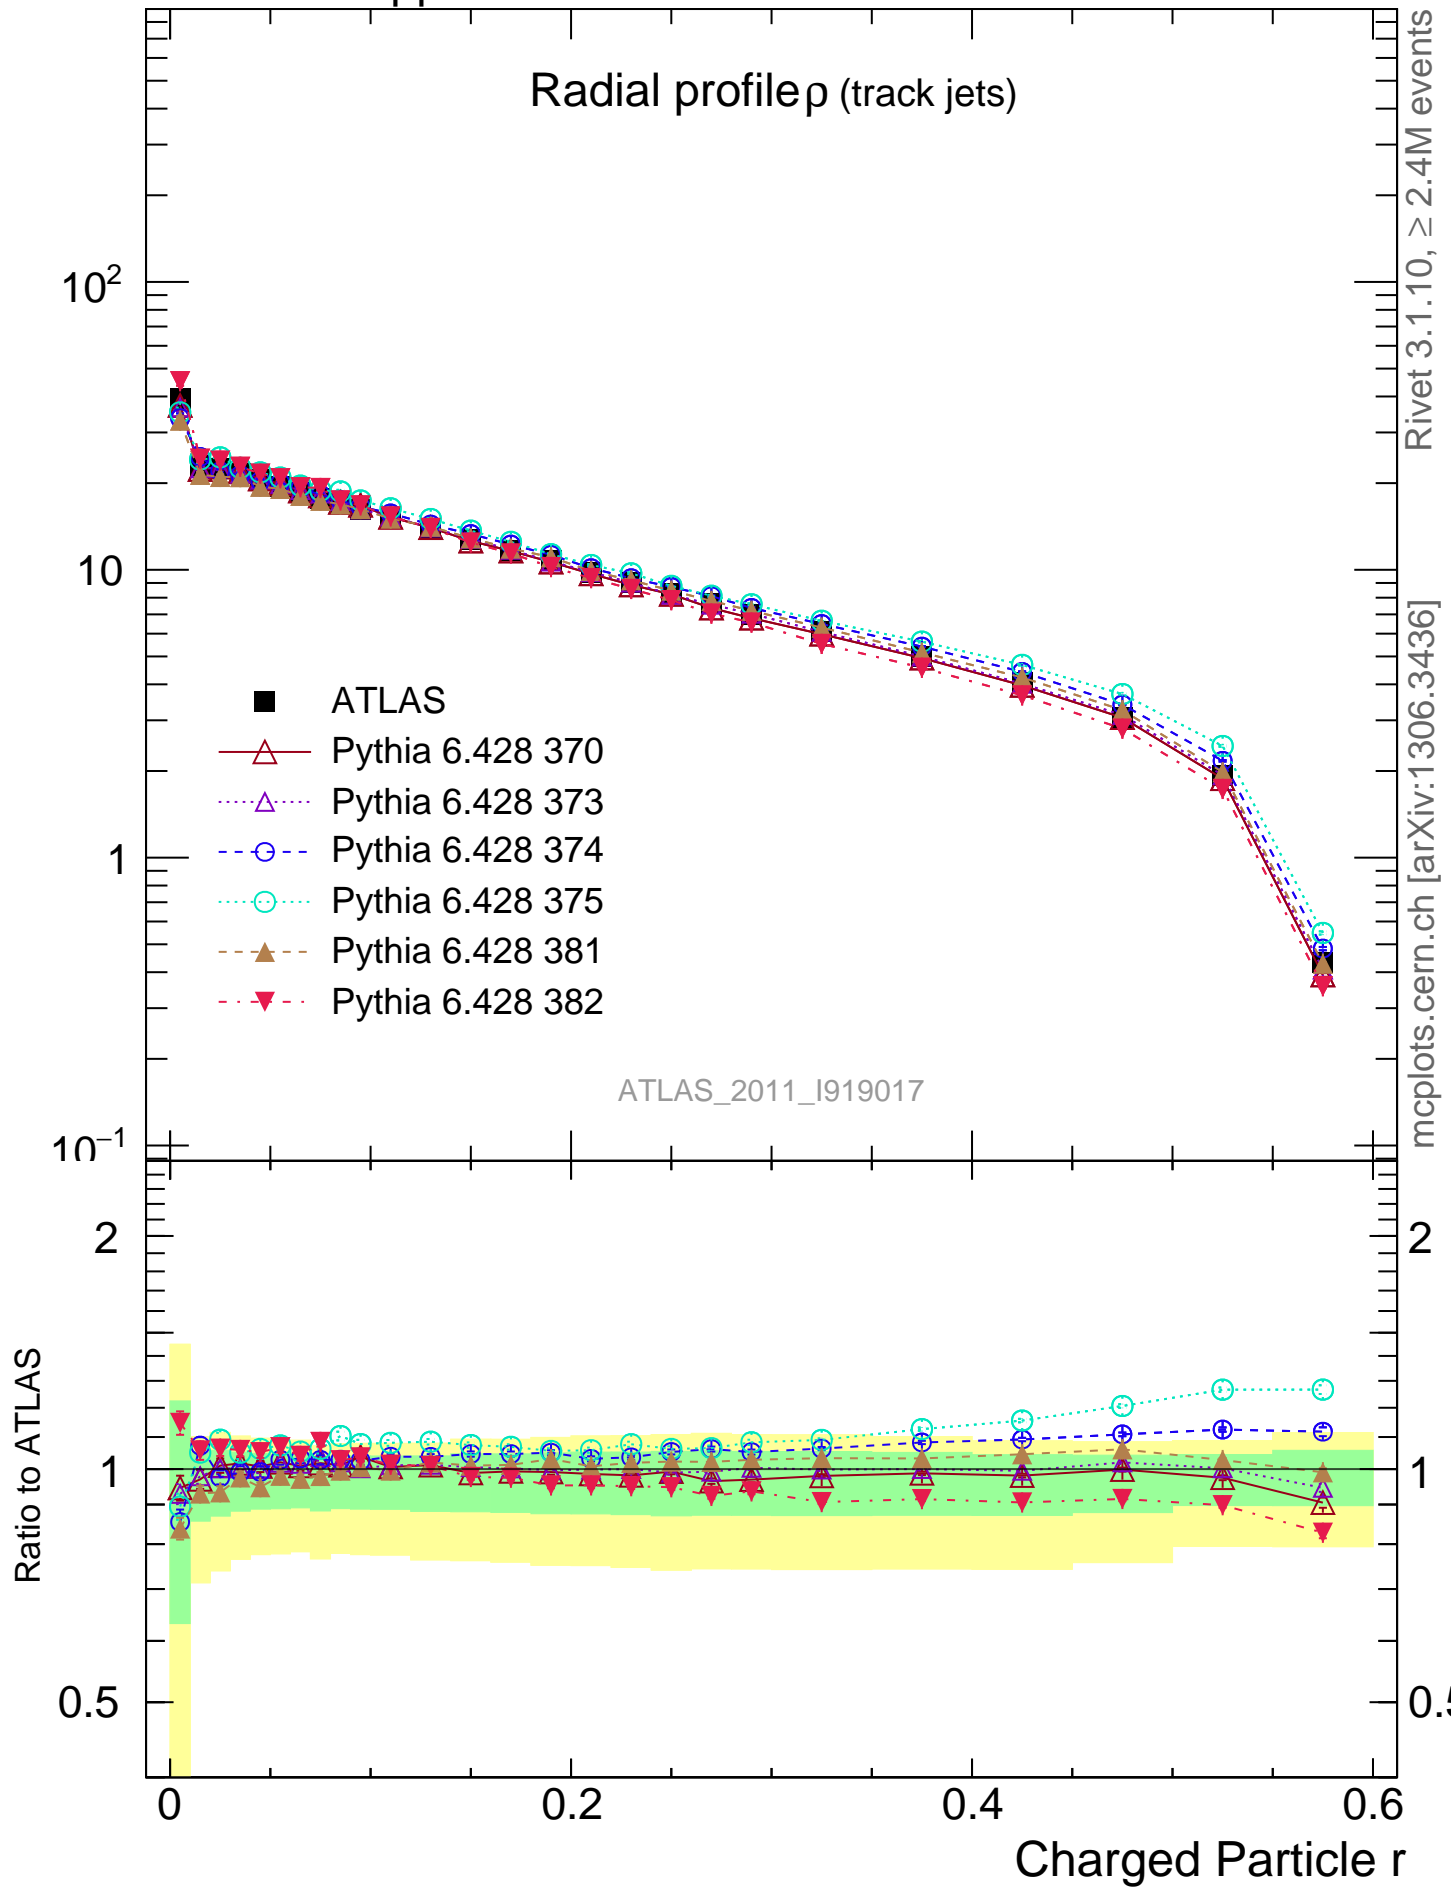 Radial profile ρ (track jets)
10²
10
1
10⁻¹
ATLAS
Pythia 6.428 370
Pythia 6.428 373
Pythia 6.428 374
Pythia 6.428 375
Pythia 6.428 381
Pythia 6.428 382
ATLAS_2011_I919017
Rivet 3.1.10, ≥ 2.4M events
mcplots.cern.ch [arXiv:1306.3436]
Ratio to ATLAS
2
1
0.5
2
1
0.5
0
0.2
0.4
0.6
Charged Particle r